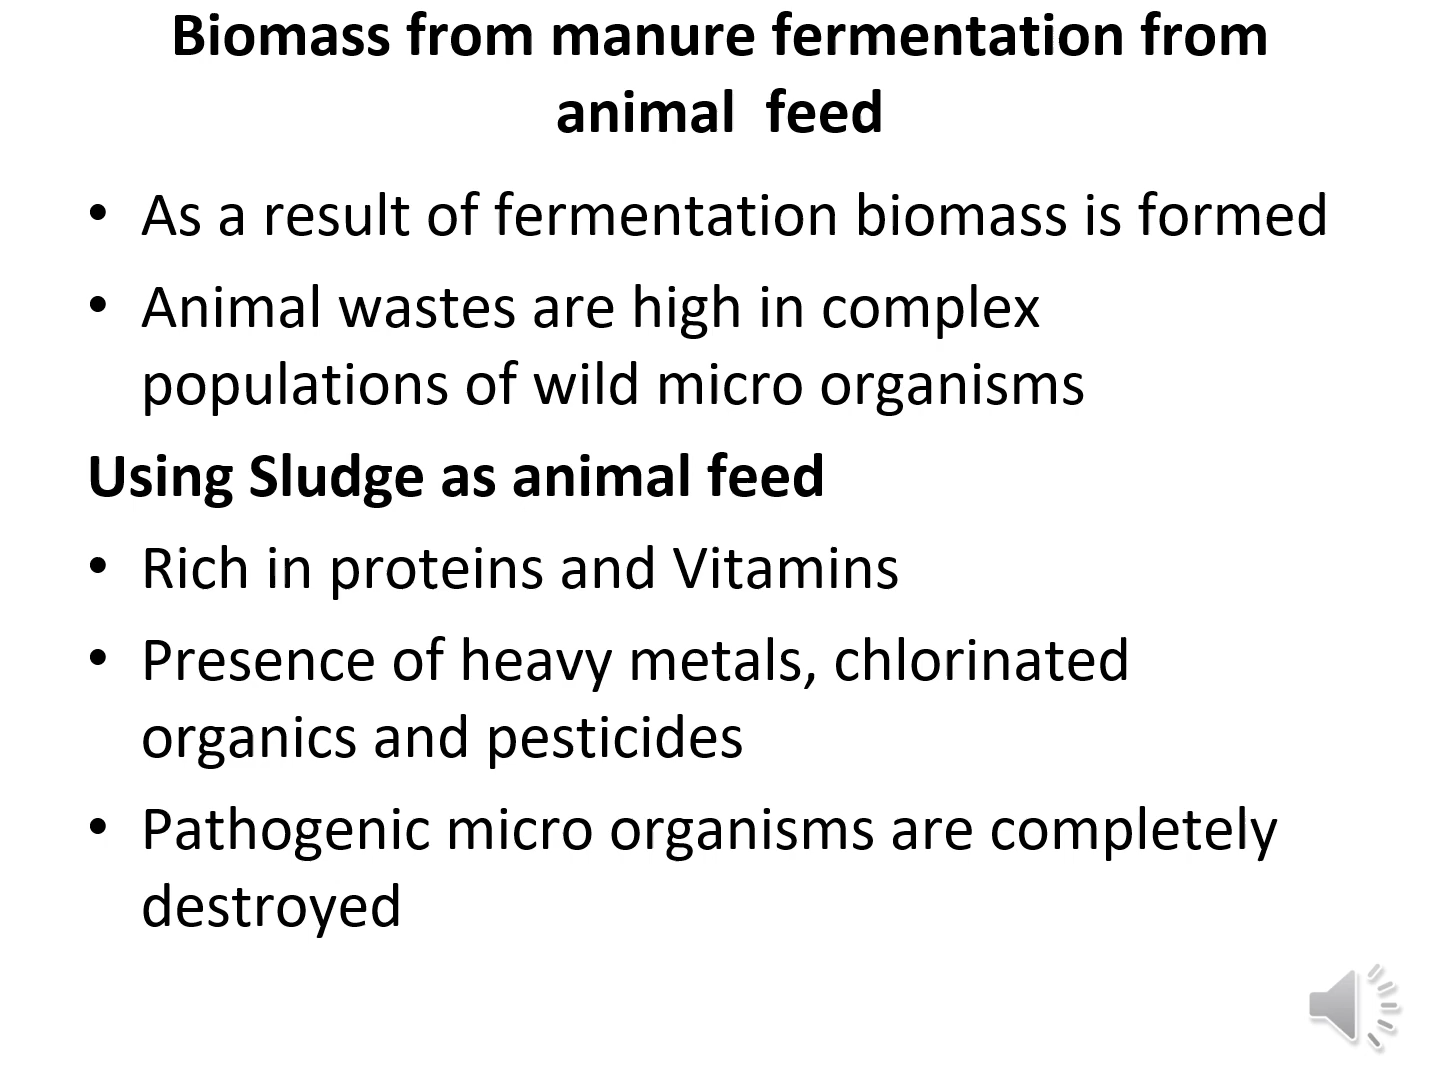 Biomass from manure fermentation from
animal  feed
• As a result of fermentation biomass is formed
• Animal wastes are high in complex
populations of wild micro organisms
Using Sludge as animal feed
• Rich in proteins and Vitamins
• Presence of heavy metals, chlorinated
organics and pesticides
• Pathogenic micro organisms are completely
destroyed